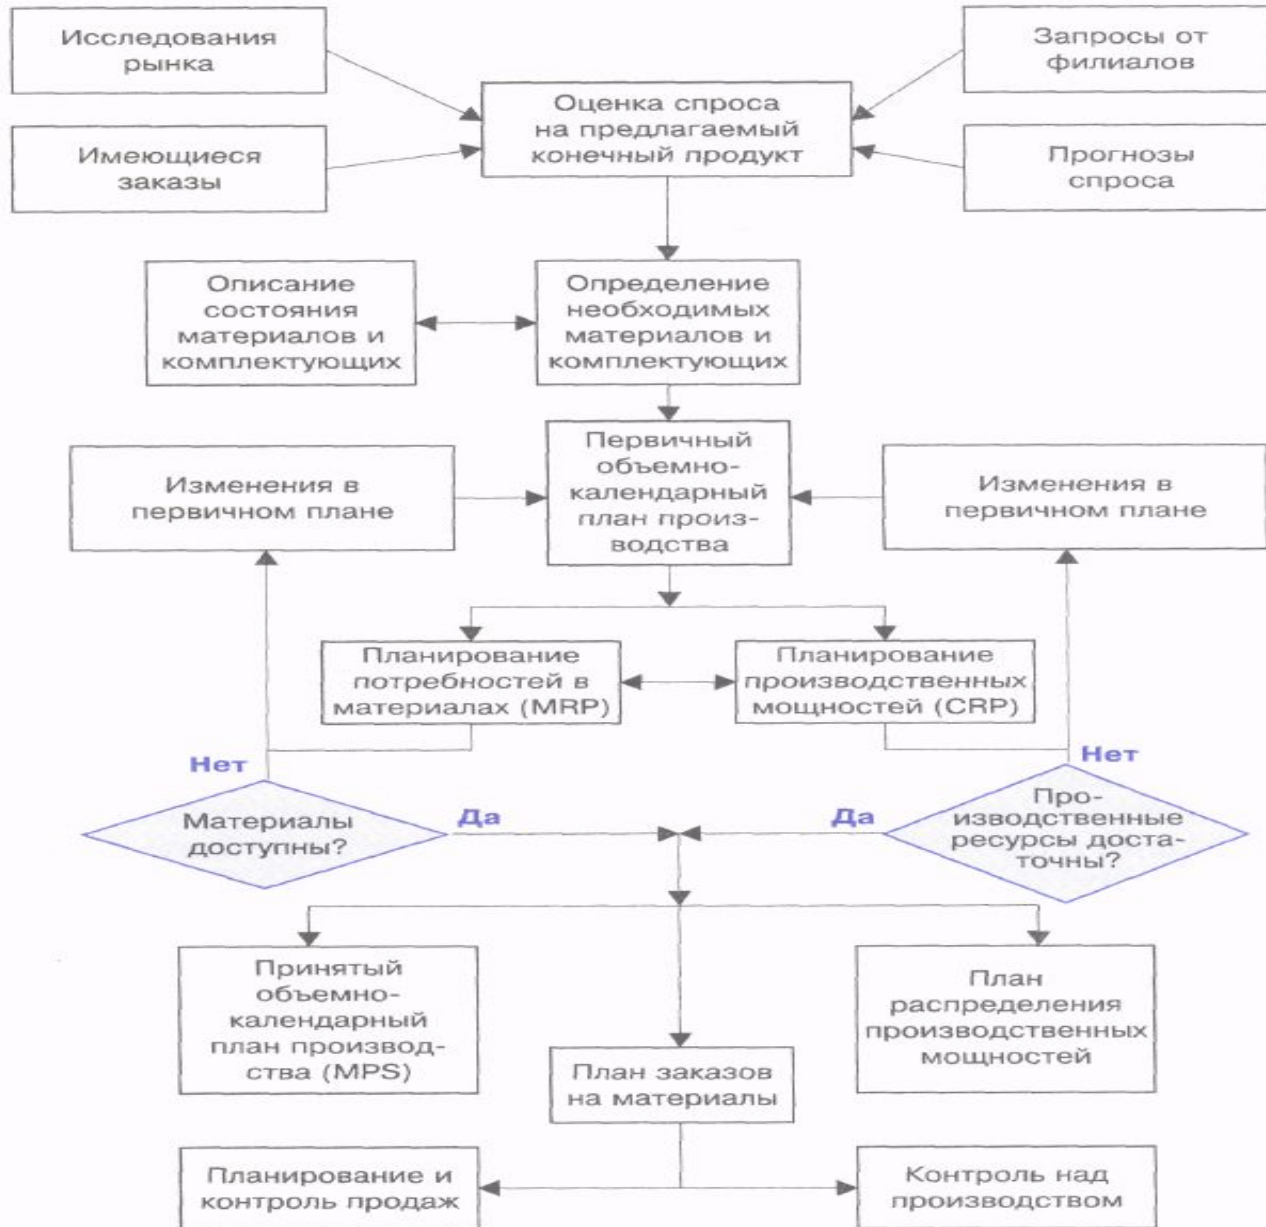 Исследования
рынка
Запросы от
филиалов
Оценка спроса
на предлагаемый
конечный продукт
Имеющиеся
заказы
Прогнозы
спроса
Описание
состояния
материалов и
комплектующих
Определение
необходимых
материалов и
комплектующих
Первичный
объемно-
календарный
план произ-
водства
Изменения в
первичном плане
Изменения в
первичном плане
Планирование
потребностей в
материалах (MRP)
Планирование
производственных
мощностей (CRP)
Нет
Нет
Материалы
доступны?
Да
Да
Про-
изводственные
ресурсы доста-
точны?
Принятый
объемно-
календарный
план производ-
ства (MPS)
План
распределения
производственных
мощностей
План заказов
на материалы
Планирование и
контроль продаж
Контроль над
производством